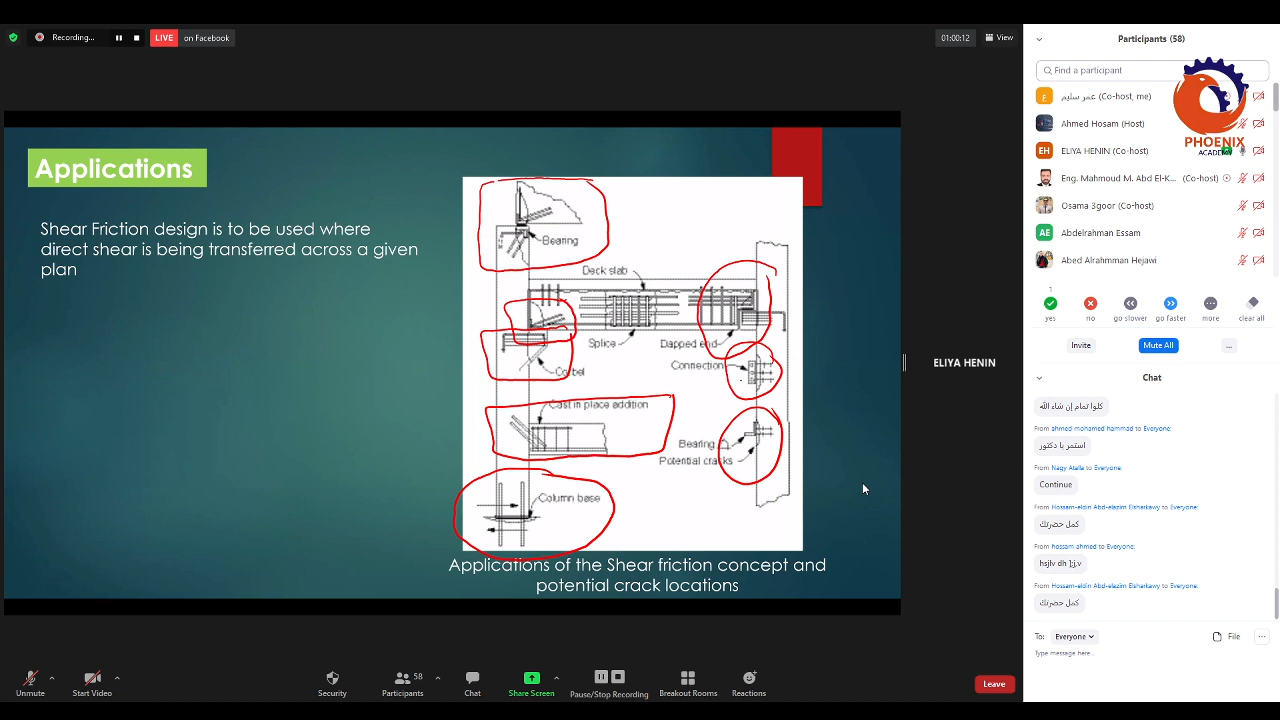 Recording...
LIVE
on Facebook
01:00:12
View
Applications
Shear Friction design is to be used where
direct shear is being transferred across a given
plan
Bearing
Deck slab
Splice
Dapped end
Connection
Cast in place addition
Bearing
Potential cracks
Column base
Applications of the Shear friction concept and
potential crack locations
ELIYA HENIN
Participants (58)
Find a participant
PHOENIX
ع
عمر سليم (Co-host, me)
Ahmed Hosam (Host)
EH
ELIYA HENIN (Co-host)
Eng. Mahmoud M. Abd El-K... (Co-host)
Osama 3goor (Co-host)
AE
Abdelrahman Essam
Abed Alrahmman Hejawi
1
yes
no
go slower
go faster
more
clear all
Invite
Mute All
...
Chat
كلوا تمام إن شاء الله
From ahmed mohamed hammad to Everyone:
استمر يا دكتور
From Nagy Atalla to Everyone:
Continue
From Hossam-eldin Abd-elazim Elsharkawy to Everyone:
كمل حضرتك
From hossam ahmed to Everyone:
From Hossam-eldin Abd-elazim Elsharkawy to Everyone:
كمل حضرتك
To: Everyone
File
Type message here...
Unmute
Start Video
Security
58
Participants
Chat
Share Screen
Pause/Stop Recording
Breakout Rooms
Reactions
Leave